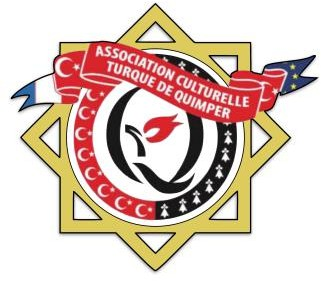 ASSOCIATION CULTURELLE
TURQUE DE QUIMPER
Q